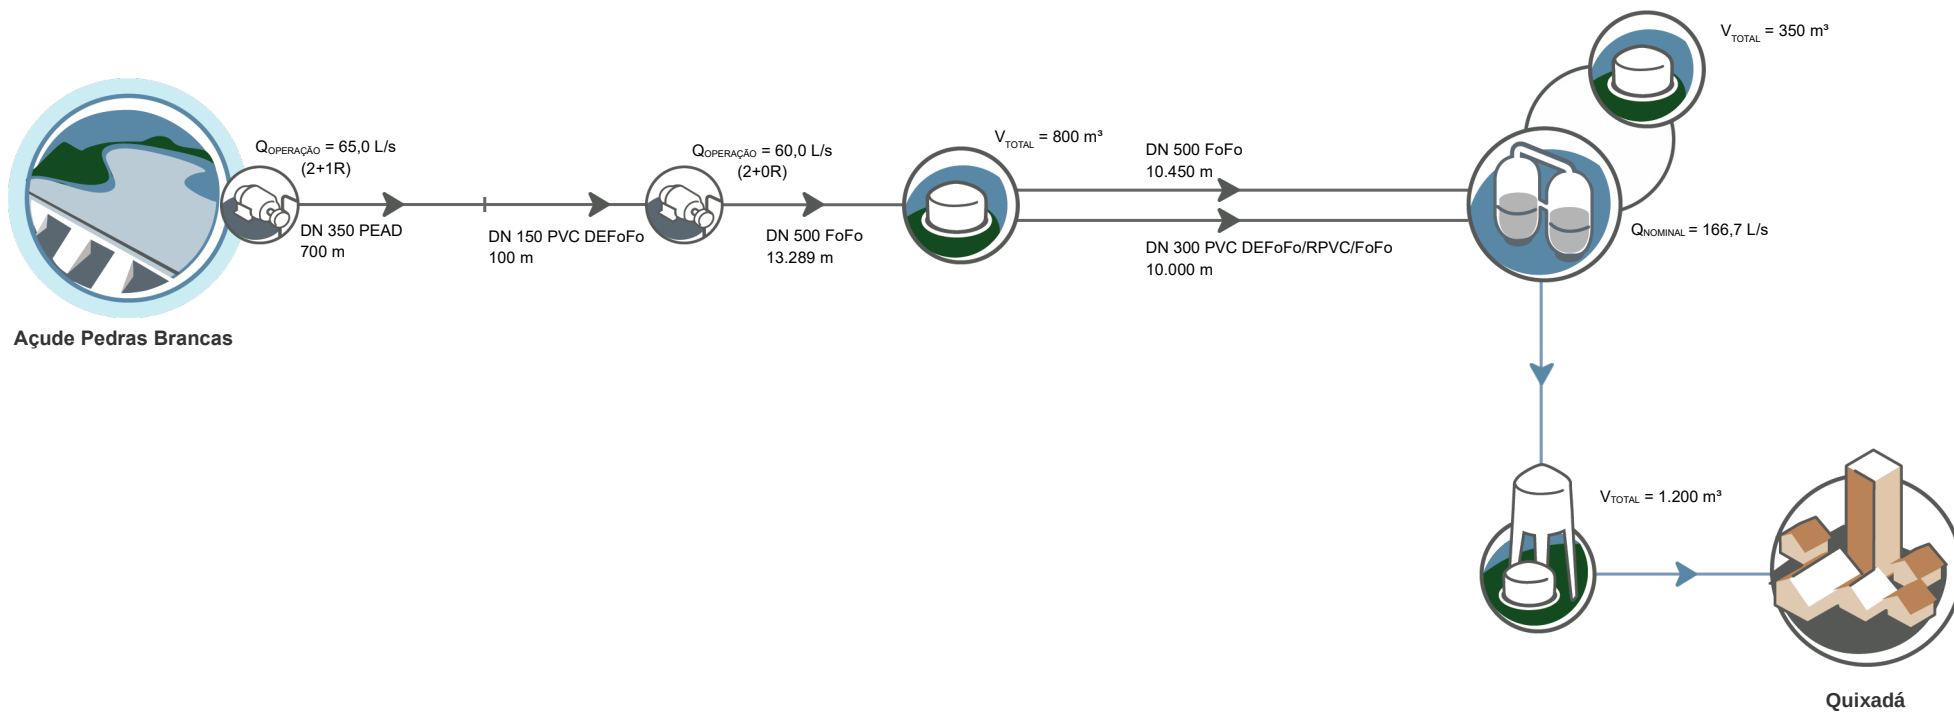 V TOTAL = 350 m³
Q OPERAÇÃO = 65,0 L/s
(2+1R)
Q OPERAÇÃO = 60,0 L/s
(2+0R)
V TOTAL = 800 m³
DN 500 FoFo
10.450 m
DN 350 PEAD
700 m
DN 150 PVC DEFoFo
100 m
DN 500 FoFo
13.289 m
DN 300 PVC DEFoFo/RPVC/FoFo
10.000 m
Q NOMINAL = 166,7 L/s
Açude Pedras Brancas
V TOTAL = 1.200 m³
Quixadá